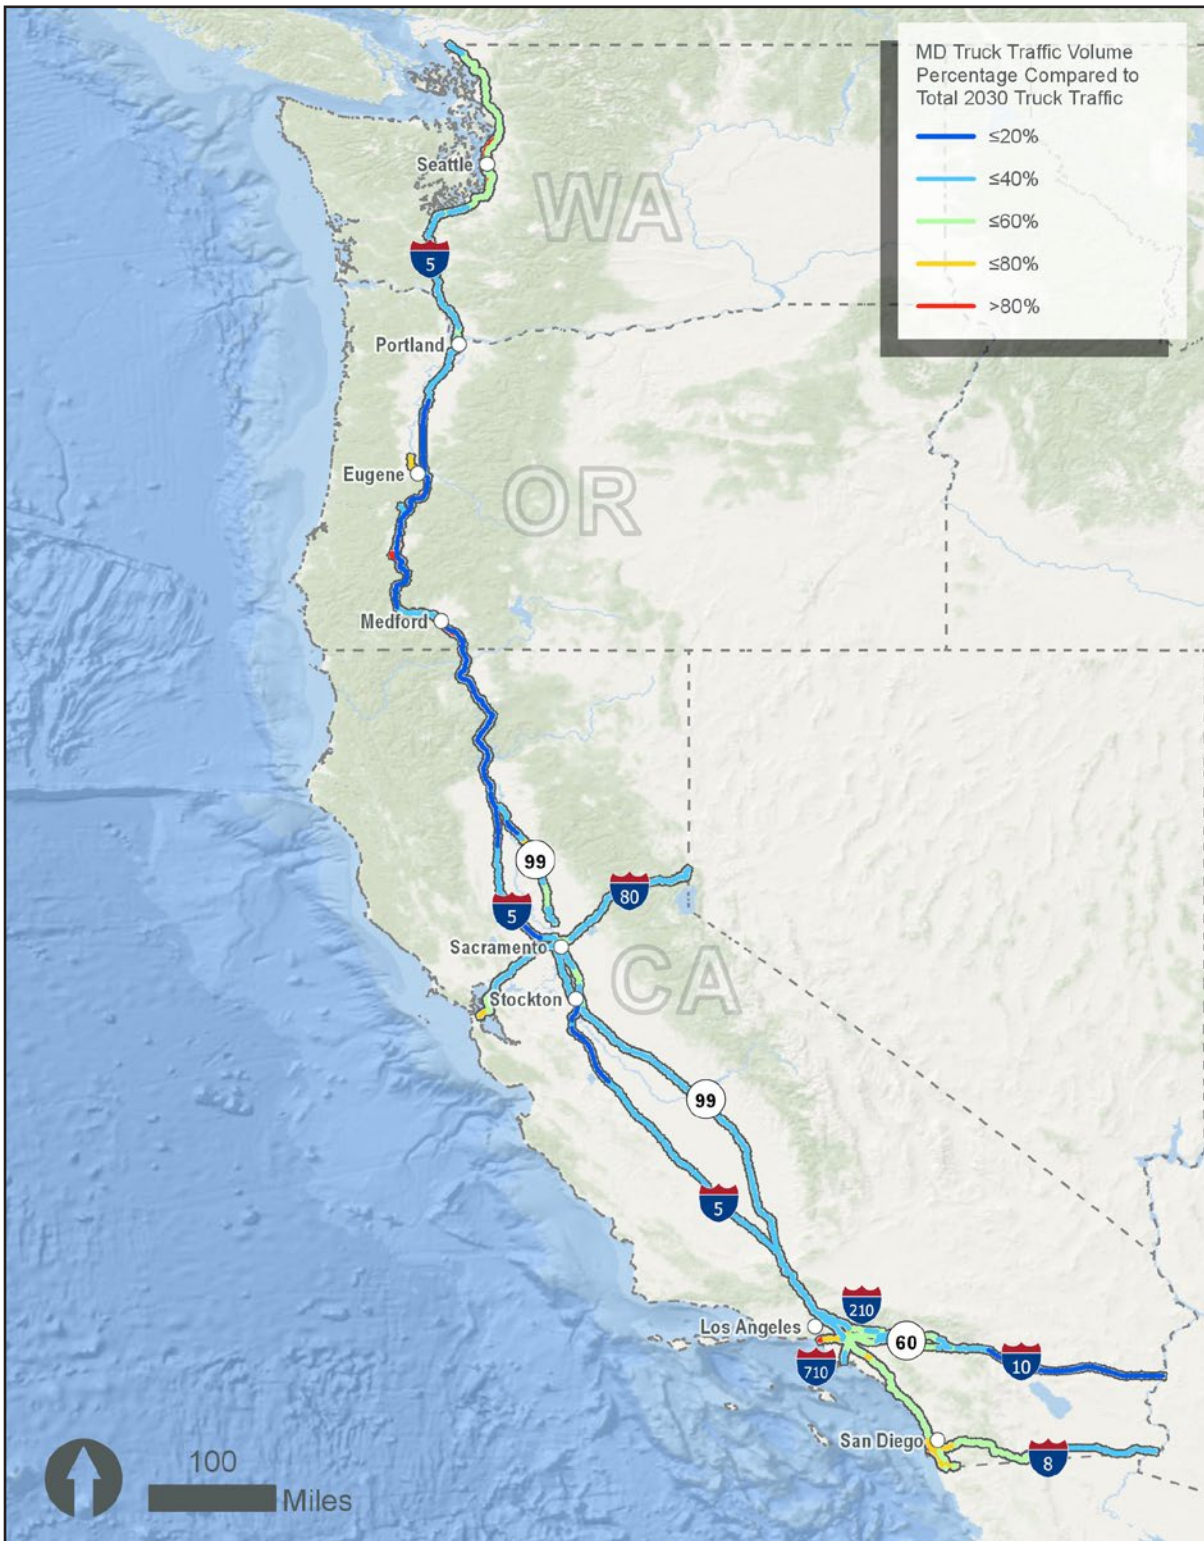 MD Truck Traffic Volume
Percentage Compared to
Total 2030 Truck Traffic
≤20%
≤40%
≤60%
≤80%
>80%
Seattle
WA
5
Portland
Eugene
OR
Medford
99
80
5
Sacramento
CA
Stockton
99
5
210
Los Angeles
60
10
710
San Diego
8
100
Miles